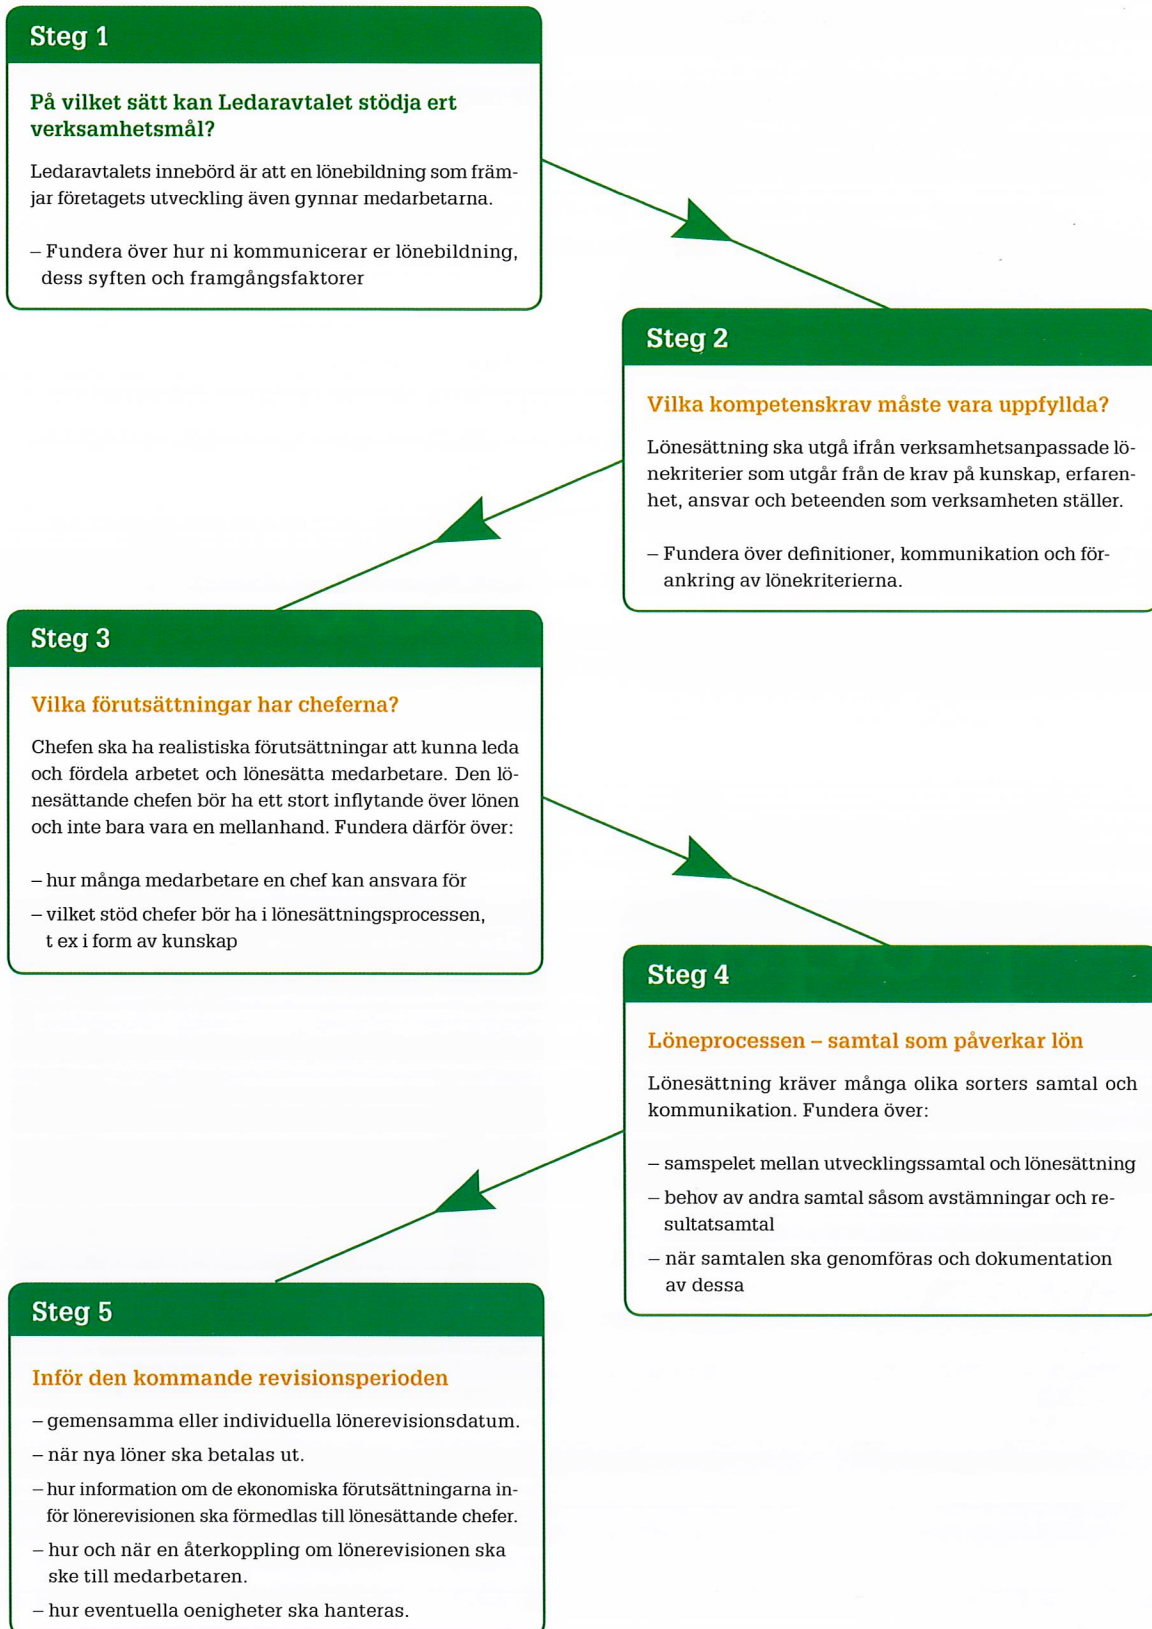 Steg 1
På vilket sätt kan Ledaravtalet stödja ert
verksamhetsmål?
Ledaravtalets innebörd är att en lönebildning som främ-
jar företagets utveckling även gynnar medarbetarna.
– Fundera över hur ni kommunicerar er lönebildning,
dess syften och framgångsfaktorer
Steg 2
Vilka kompetenskrav måste vara uppfyllda?
Lönesättning ska utgå ifrån verksamhetsanpassade lö-
nekriterier som utgår från de krav på kunskap, erfaren-
het, ansvar och beteenden som verksamheten ställer.
– Fundera över definitioner, kommunikation och för-
ankring av lönekriterierna.
Steg 3
Vilka förutsättningar har cheferna?
Chefen ska ha realistiska förutsättningar att kunna leda
och fördela arbetet och lönesätta medarbetare. Den lö-
nesättande chefen bör ha ett stort inflytande över lönen
och inte bara vara en mellanhand. Fundera därför över:
– hur många medarbetare en chef kan ansvara för
– vilket stöd chefer bör ha i lönesättningsprocessen,
t ex i form av kunskap
Steg 4
Löneprocessen – samtal som påverkar lön
Lönesättning kräver många olika sorters samtal och
kommunikation. Fundera över:
– samspelet mellan utvecklingssamtal och lönesättning
– behov av andra samtal såsom avstämningar och re-
sultatsamtal
– när samtalen ska genomföras och dokumentation
av dessa
Steg 5
Inför den kommande revisionsperioden
– gemensamma eller individuella lönerevisionsdatum.
– när nya löner ska betalas ut.
– hur information om de ekonomiska förutsättningarna in-
för lönerevisionen ska förmedlas till lönesättande chefer.
– hur och när en återkoppling om lönerevisionen ska
ske till medarbetaren.
– hur eventuella oenigheter ska hanteras.